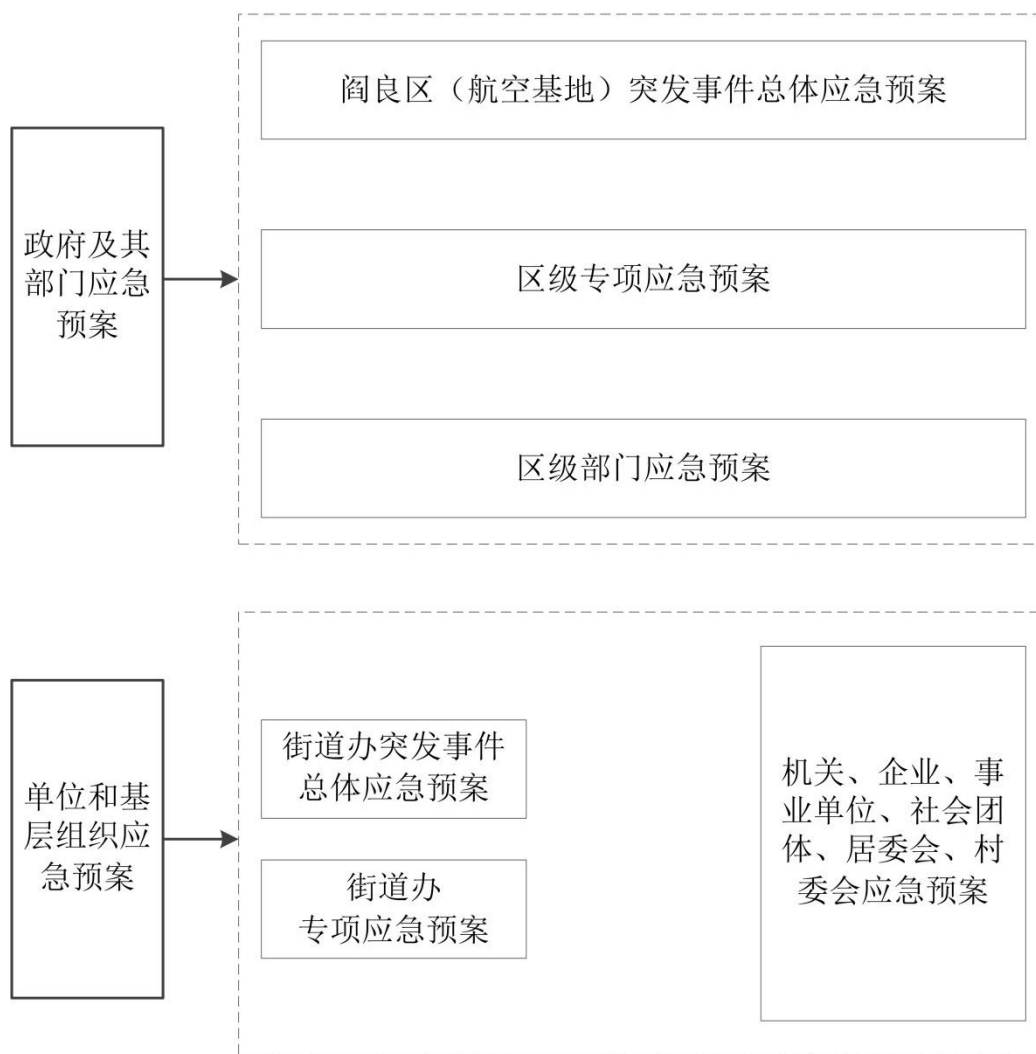 阎良区（航空基地）突发事件总体应急预案
政府及其
部门应急
预案
区级专项应急预案
区级部门应急预案
单位和基
层组织应
急预案
街道办突发事件
总体应急预案
街道办
专项应急预案
机关、企业、事
业单位、社会团
体、居委会、村
委会应急预案